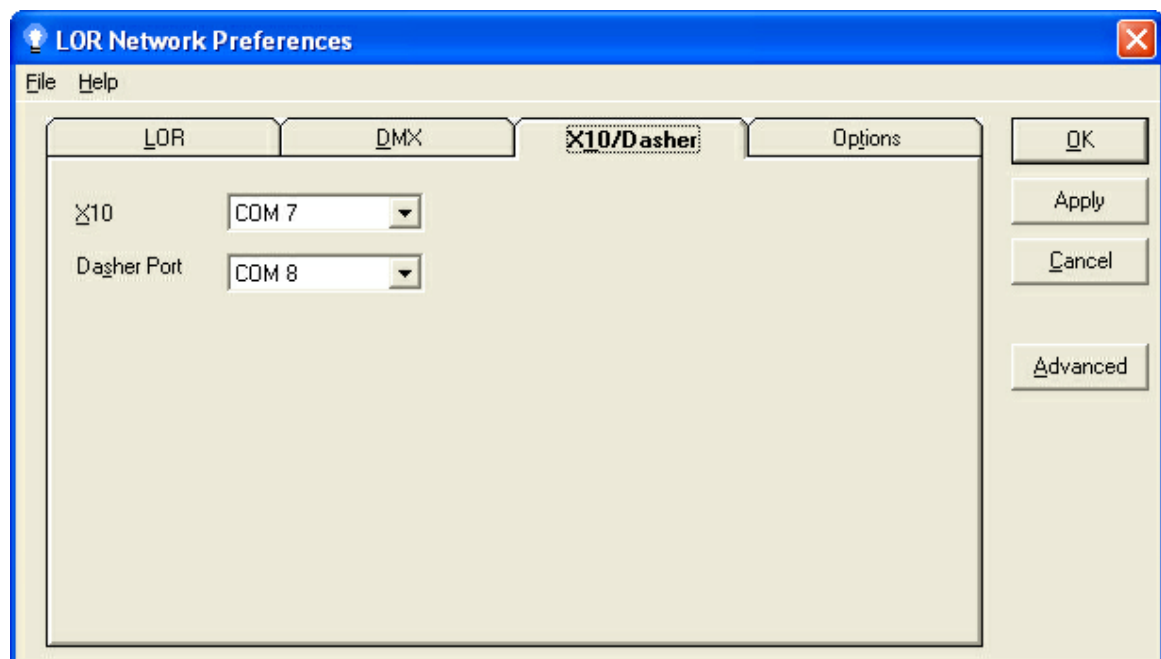 LOR Network Preferences
File Help
LOR DMX X10/Dasher Options
OK
X10 COM 7
Apply
Dasher Port COM 8
Cancel
Advanced